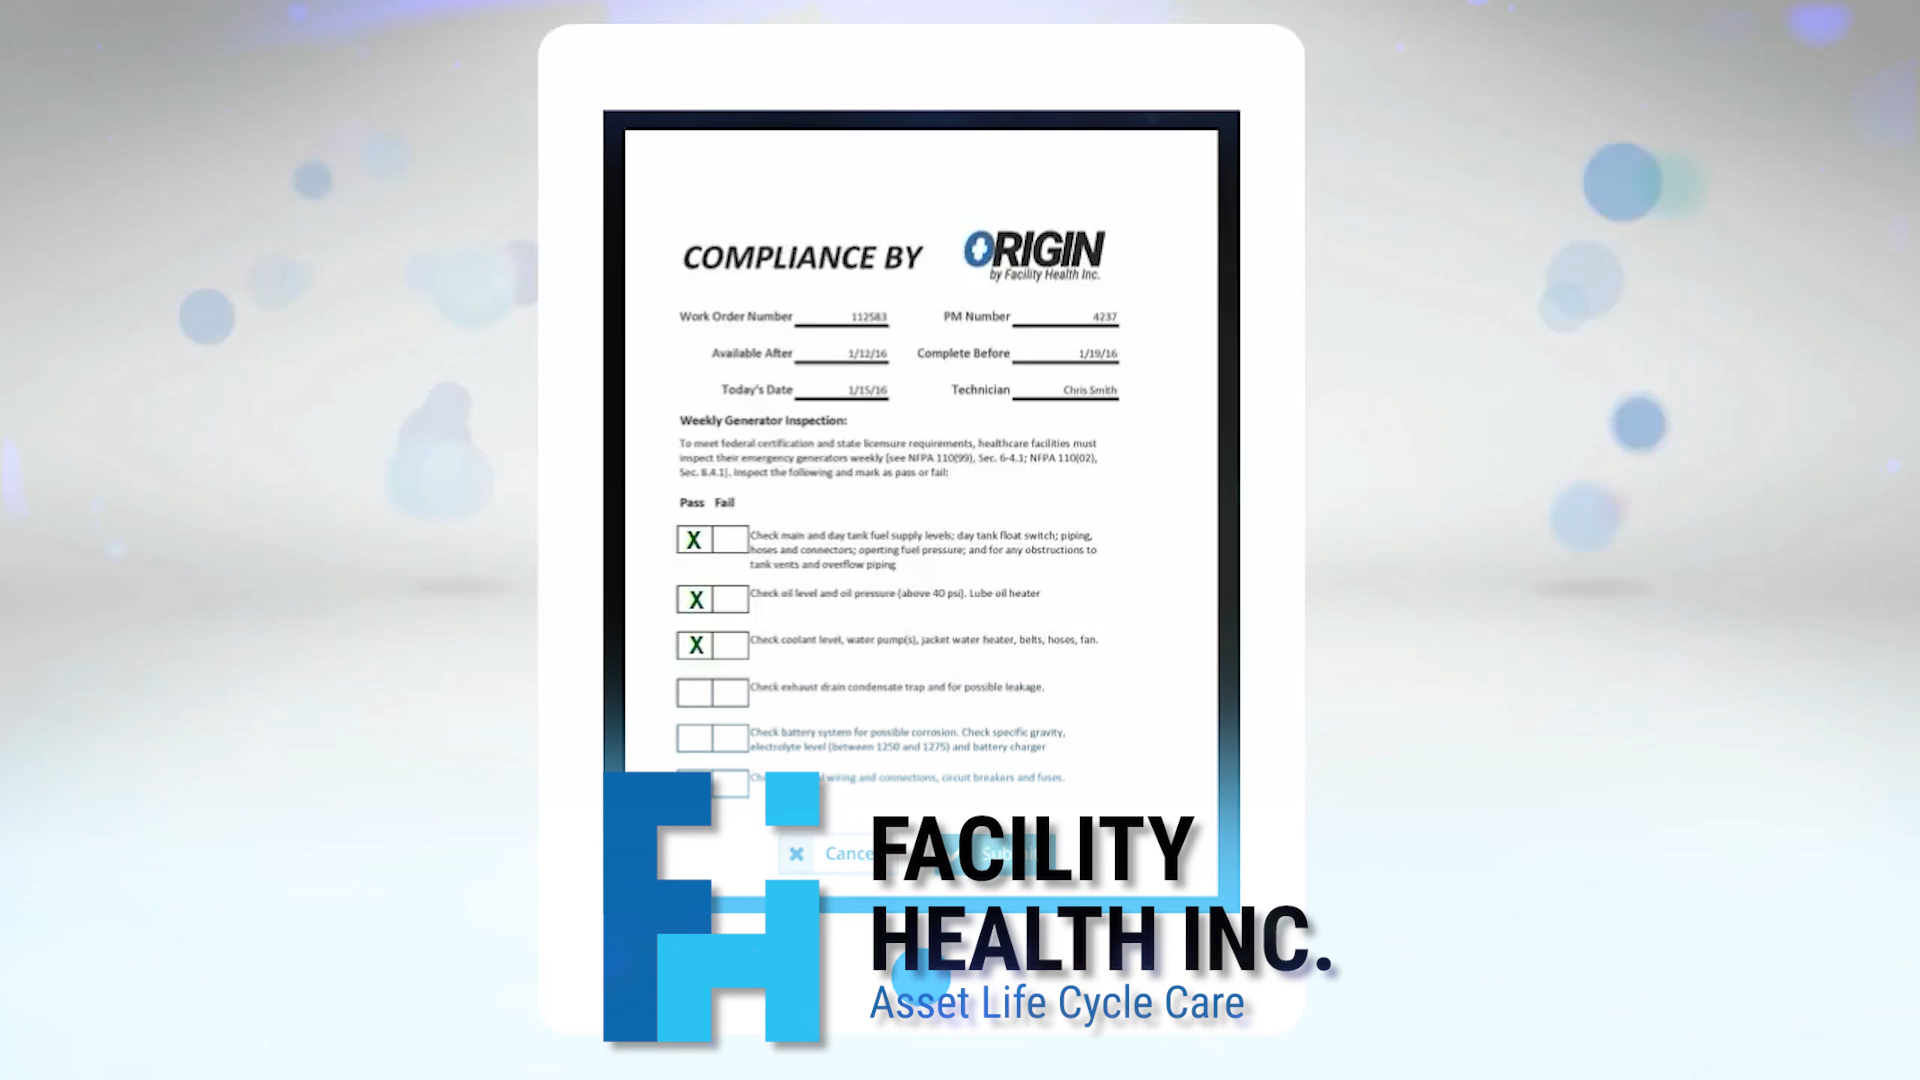 COMPLIANCE BY ORIGIN
by Facility Health Inc.
Work Order Number 112583 PM Number 4237
Available After 1/12/16 Complete Before 1/19/16
Today's Date 1/15/16 Technician Chris Smith
Weekly Generator Inspection:
To meet federal certification and state licensure requirements, healthcare facilities must
inspect their emergency generators weekly [see NFPA 110(99), Sec. 6-4.1; NFPA 110(02),
Sec. 8.4.1]. Inspect the following and mark as pass or fail:
Pass Fail
X Check main and day tank fuel supply levels; day tank float switch; piping,
hoses and connectors; operting fuel pressure; and for any obstructions to
tank vents and overflow piping
X Check oil level and oil pressure (above 40 psi). Lube oil heater
X Check coolant level, water pump(s), jacket water heater, belts, hoses, fan.
Check exhaust drain condensate trap and for possible leakage.
Check battery system for possible corrosion. Check specific gravity,
electrolyte level (between 1250 and 1275) and battery charger
wiring and connections, circuit breakers and fuses.
FACILITY
HEALTH INC.
Asset Life Cycle Care